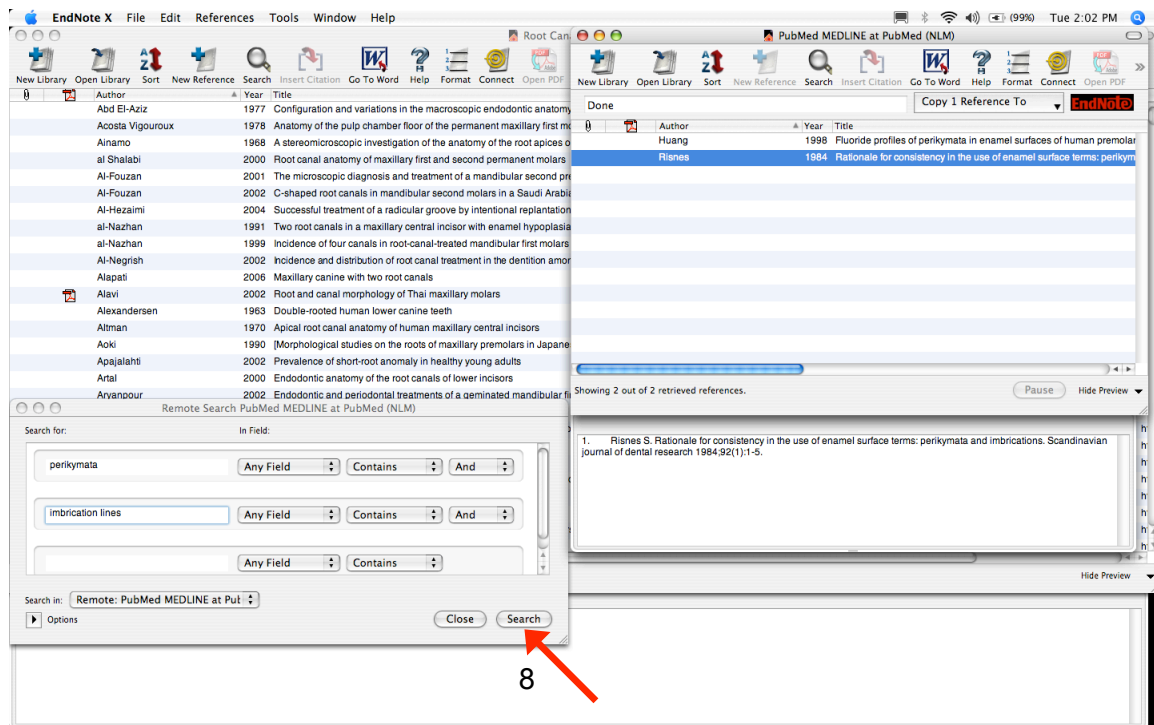 EndNote X File Edit References Tools Window Help (99%) Tue 2:02 PM
Root Can
New Library Open Library Sort New Reference Search Insert Citation Go To Word Help Format Connect Open PDF
Author Year Title
Abd El-Aziz 1977 Configuration and variations in the macroscopic endodontic anatomy
Acosta Vigouroux 1978 Anatomy of the pulp chamber floor of the permanent maxillary first
Ainamo 1968 A stereomicroscopic investigation of the anatomy of the root apices
al Shalabi 2000 Root canal anatomy of maxillary first and second permanent molars
Al-Fouzan 2001 The microscopic diagnosis and treatment of a mandibular second
Al-Fouzan 2002 C-shaped root canals in mandibular second molars in a Saudi
Al-Hezaimi 2004 Successful treatment of a radicular groove by intentional replantation
al-Nazhan 1991 Two root canals in a maxillary central incisor with enamel hypoplasia
al-Nazhan 1999 Incidence of four canals in root-canal-treated mandibular first molars
Al-Negrish 2002 Incidence and distribution of root canal treatment in the dentition
Alapati 2006 Maxillary canine with two root canals
Alavi 2002 Root and canal morphology of Thai maxillary molars
Alexandersen 1963 Double-rooted human lower canine teeth
Altman 1970 Apical root canal anatomy of human maxillary central incisors
Aoki 1990 [Morphological studies on the roots of maxillary premolars in Japane
Apajalahti 2002 Prevalence of short-root anomaly in healthy young adults
Artal 2000 Endodontic anatomy of the root canals of lower incisors
Aryanpour 2002 Endodontic and periodontal treatments of a geminated mandibular
PubMed MEDLINE at PubMed (NLM)
New Library Open Library Sort New Reference Search Insert Citation Go To Word Help Format Connect Open PDF »
Done Copy 1 Reference To EndNote
Author Year Title
Huang 1998 Fluoride profiles of perikymata in enamel surfaces of human premolar
Risnes 1984 Rationale for consistency in the use of enamel surface terms: perikym
Showing 2 out of 2 retrieved references. Pause Hide Preview
1. Risnes S. Rationale for consistency in the use of enamel surface terms: perikymata and imbrications. Scandinavian
journal of dental research 1984;92(1):1-5.
Hide Preview
Remote Search PubMed MEDLINE at PubMed (NLM)
Search for: In Field:
perikymata Any Field Contains And
imbrication lines Any Field Contains And
Any Field Contains
Search in: Remote: PubMed MEDLINE at Pub
Options Close Search
8